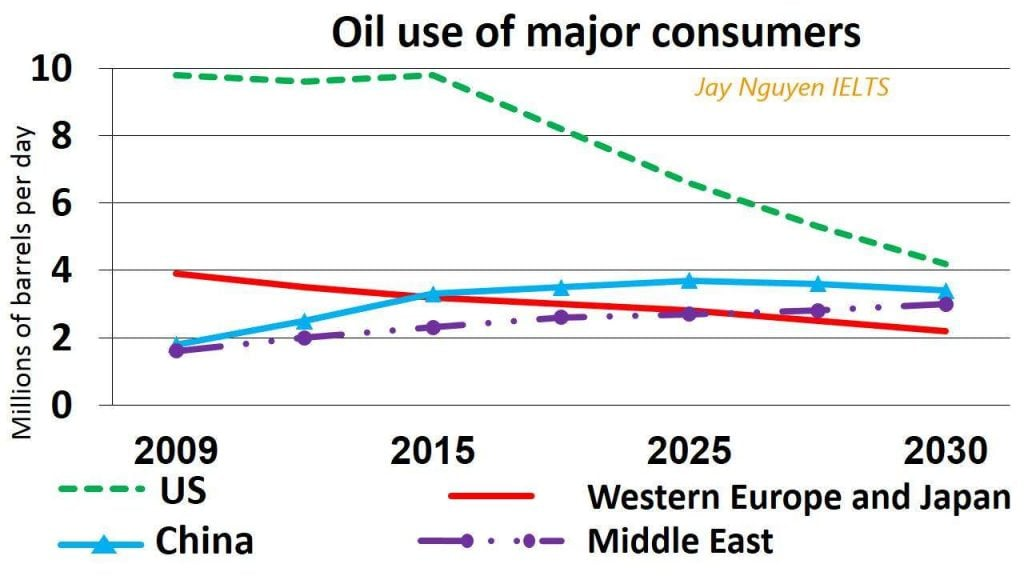 Oil use of major consumers
Jay Nguyen IELTS
Millions of barrels per day
10
8
6
4
2
0
2009 2015 2025 2030
US Western Europe and Japan
China Middle East